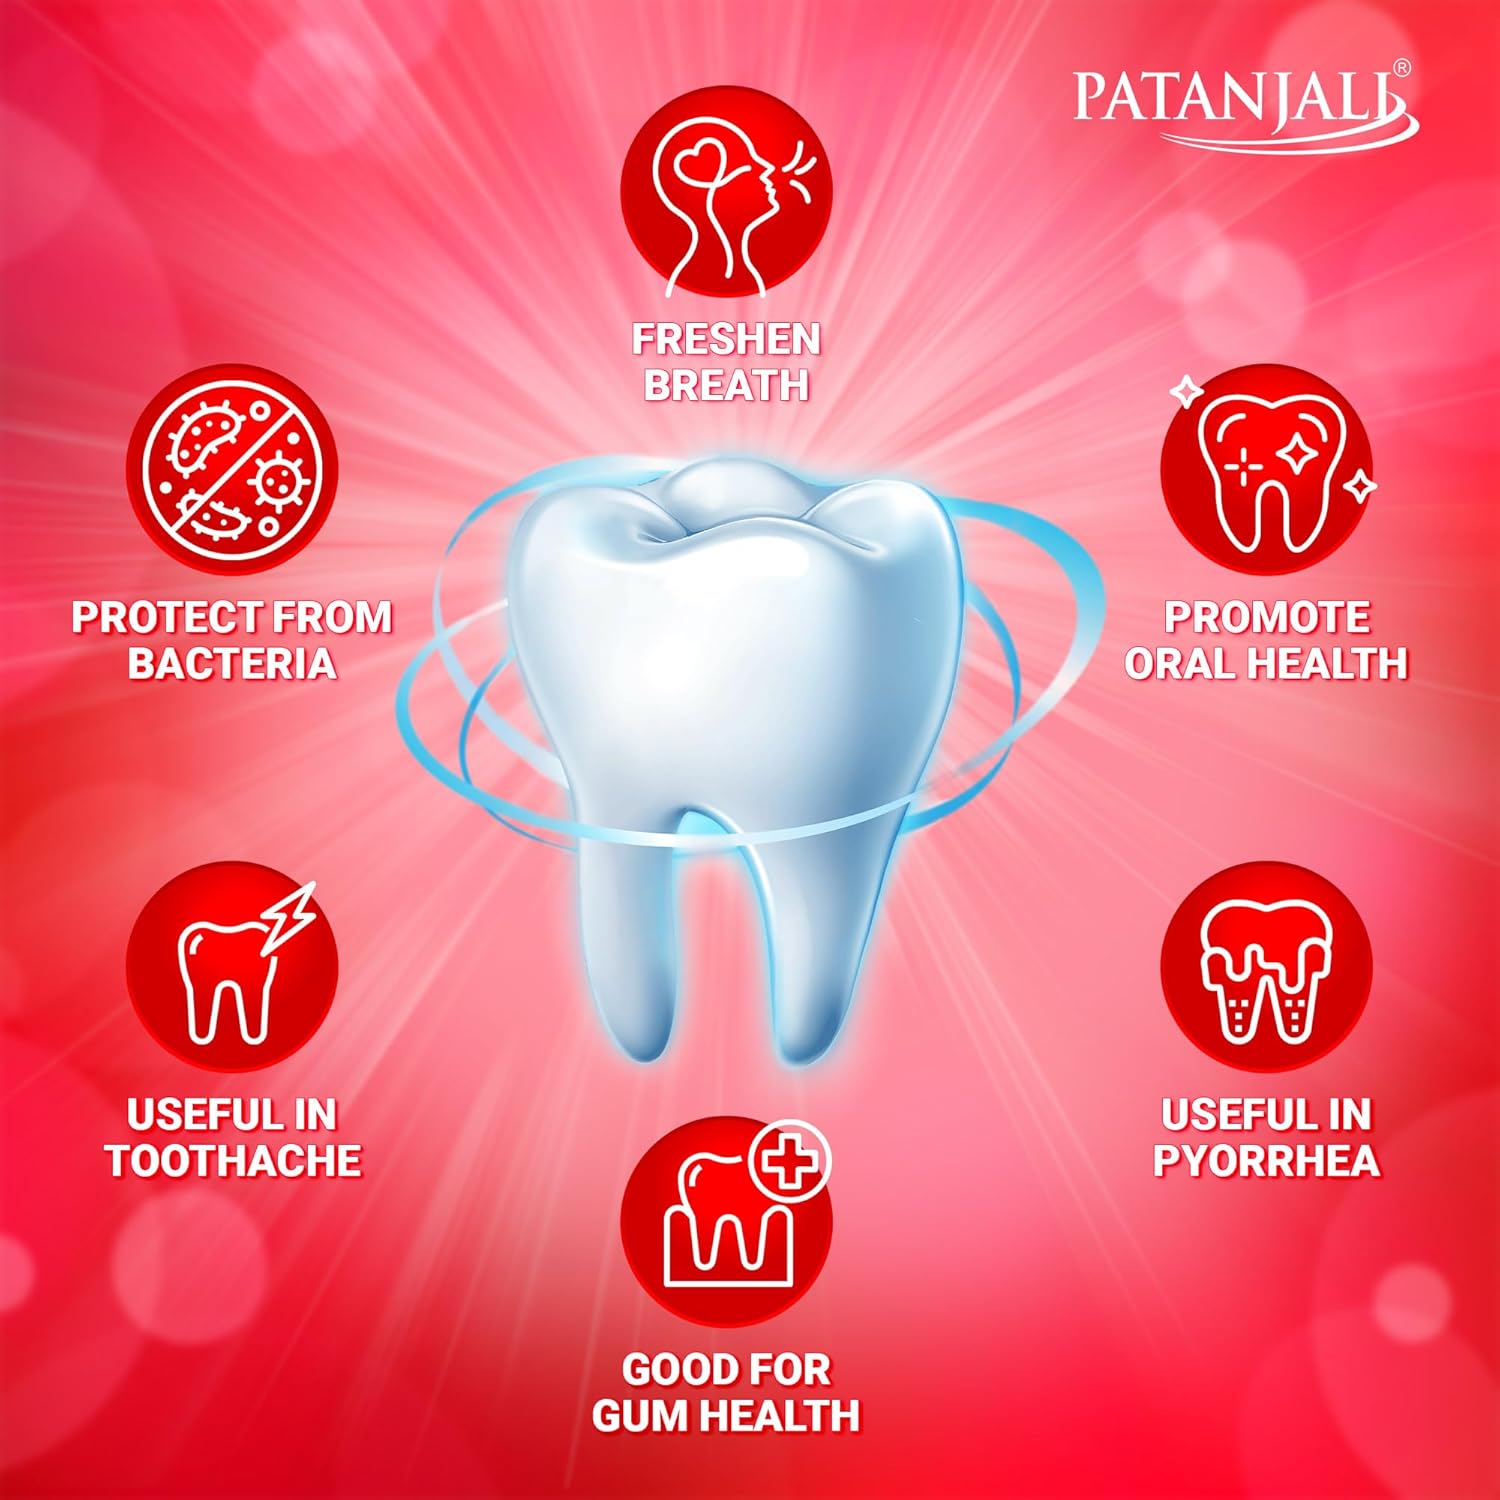 PATANJALI®
FRESHEN
BREATH
PROTECT FROM
BACTERIA
PROMOTE
ORAL HEALTH
USEFUL IN
TOOTHACHE
USEFUL IN
PYORRHEA
GOOD FOR
GUM HEALTH